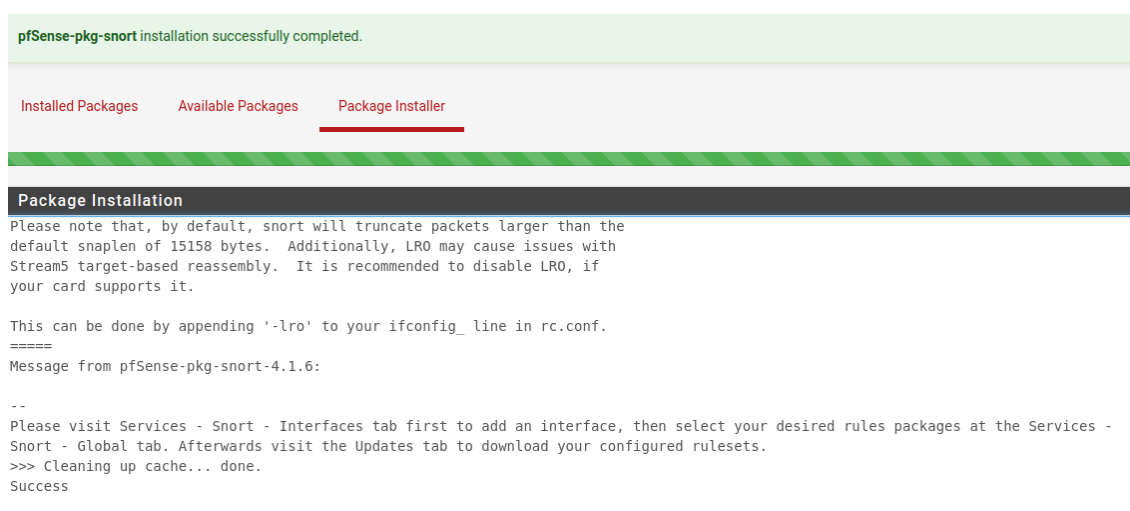 pfSense-pkg-snort installation successfully completed.
Installed Packages Available Packages Package Installer
Package Installation
Please note that, by default, snort will truncate packets larger than the
default snaplen of 15158 bytes.  Additionally, LRO may cause issues with
Stream5 target-based reassembly.  It is recommended to disable LRO, if
your card supports it.

This can be done by appending '-lro' to your ifconfig_ line in rc.conf.
=====
Message from pfSense-pkg-snort-4.1.6:

--
Please visit Services - Snort - Interfaces tab first to add an interface, then select your desired rules packages at the Services -
Snort - Global tab. Afterwards visit the Updates tab to download your configured rulesets.
>>> Cleaning up cache... done.
Success